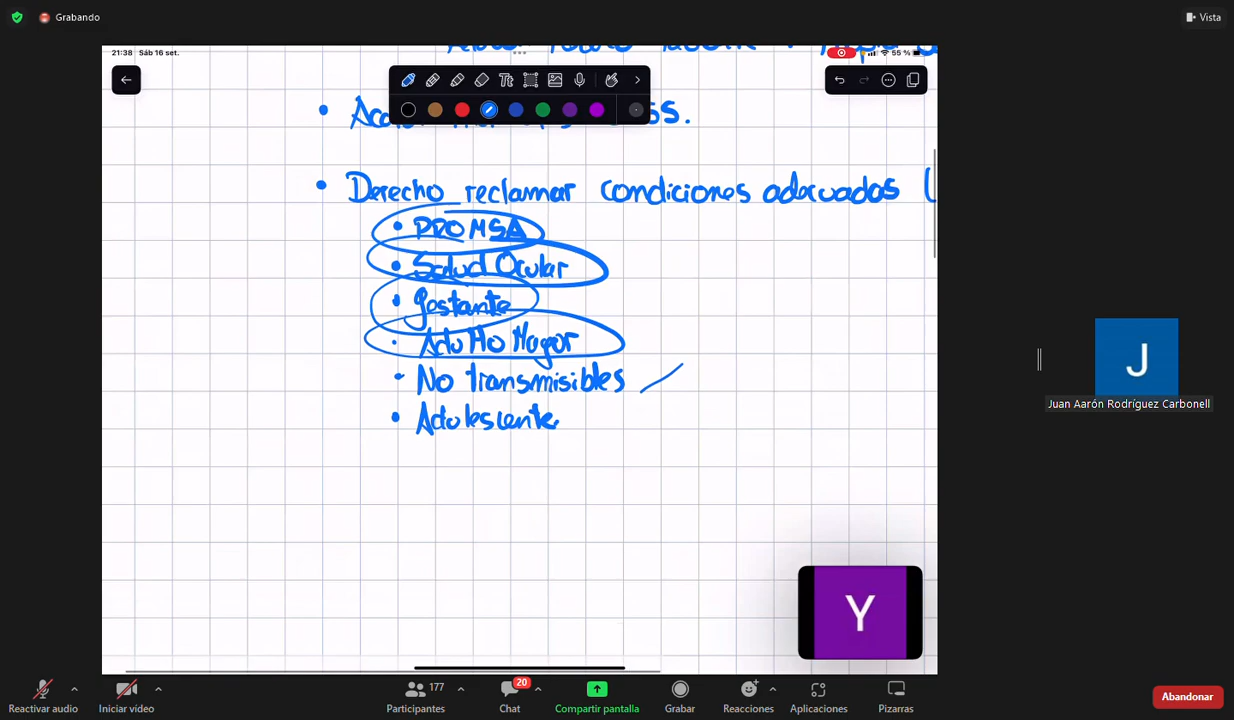 Grabando
Vista
21:38 Sáb 16 set.
55 %
SS.
• Derecho reclamar condiciones adecuadas (
• PROMSA
• Salud Ocular
• gestante
• Adulto Mayor
• No transmisibles
• Adolescente
J
Juan Aarón Rodríguez Carbonell
Y
Reactivar audio
Iniciar video
177
Participantes
20
Chat
Compartir pantalla
Grabar
Reacciones
Aplicaciones
Pizarras
Abandonar